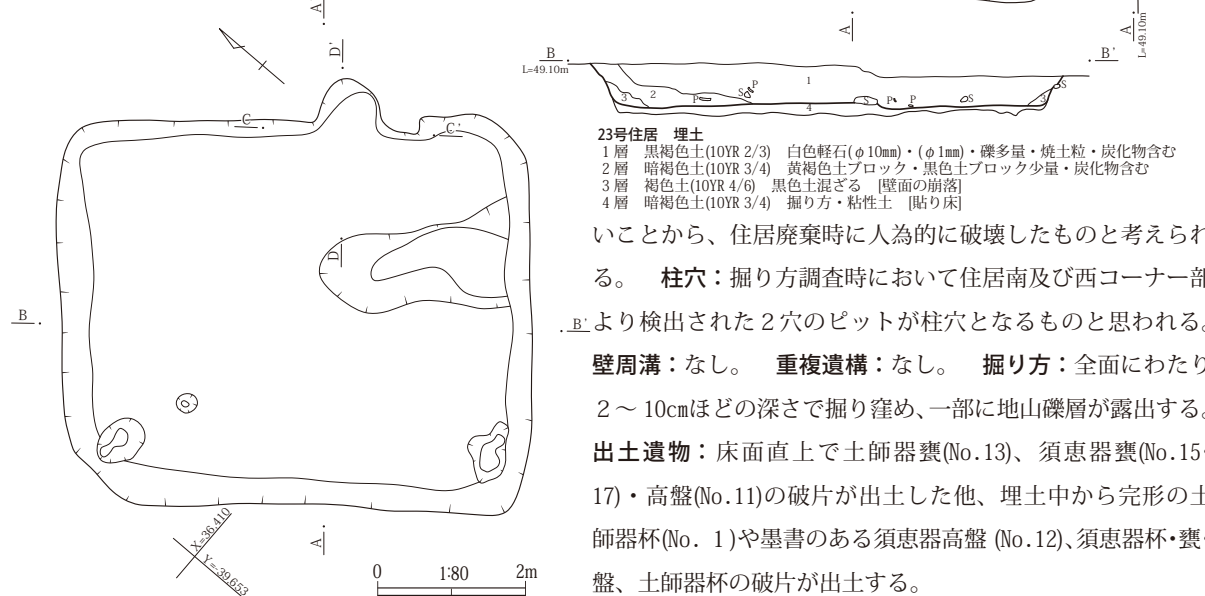 A
A
A
L=49.10m
D'
B
L=49.10m
B'
1
2
3
P
S
P
4
S
P
P
S
3
S
C
C'
D
B
B'
A
X=36,410
Y=-39,653
0
1:80
2m
23号住居 埋土
1層 黒褐色土(10YR 2/3) 白色軽石(φ10㎜)・(φ1㎜)・礫多量・焼土粒・炭化物含む
2層 暗褐色土(10YR 3/4) 黄褐色土ブロック・黒色土ブロック少量・炭化物含む
3層 褐色土(10YR 4/6) 黒色土混ざる [壁面の崩落]
4層 暗褐色土(10YR 3/4) 掘り方・粘性土 [貼り床]
いことから、住居廃棄時に人為的に破壊したものと考えられ
る。 柱穴：掘り方調査時において住居南及び西コーナー部
より検出された２穴のピットが柱穴となるものと思われる。
壁周溝：なし。 重複遺構：なし。 掘り方：全面にわたり
２～10㎝ほどの深さで掘り窪め、一部に地山礫層が露出する。
出土遺物：床面直上で土師器甕(No.13)、須恵器甕(No.15・
17)・高盤(No.11)の破片が出土した他、埋土中から完形の土
師器杯(No. 1)や墨書のある須恵器高盤 (No.12)、須恵器杯・甕・
盤、土師器杯の破片が出土する。